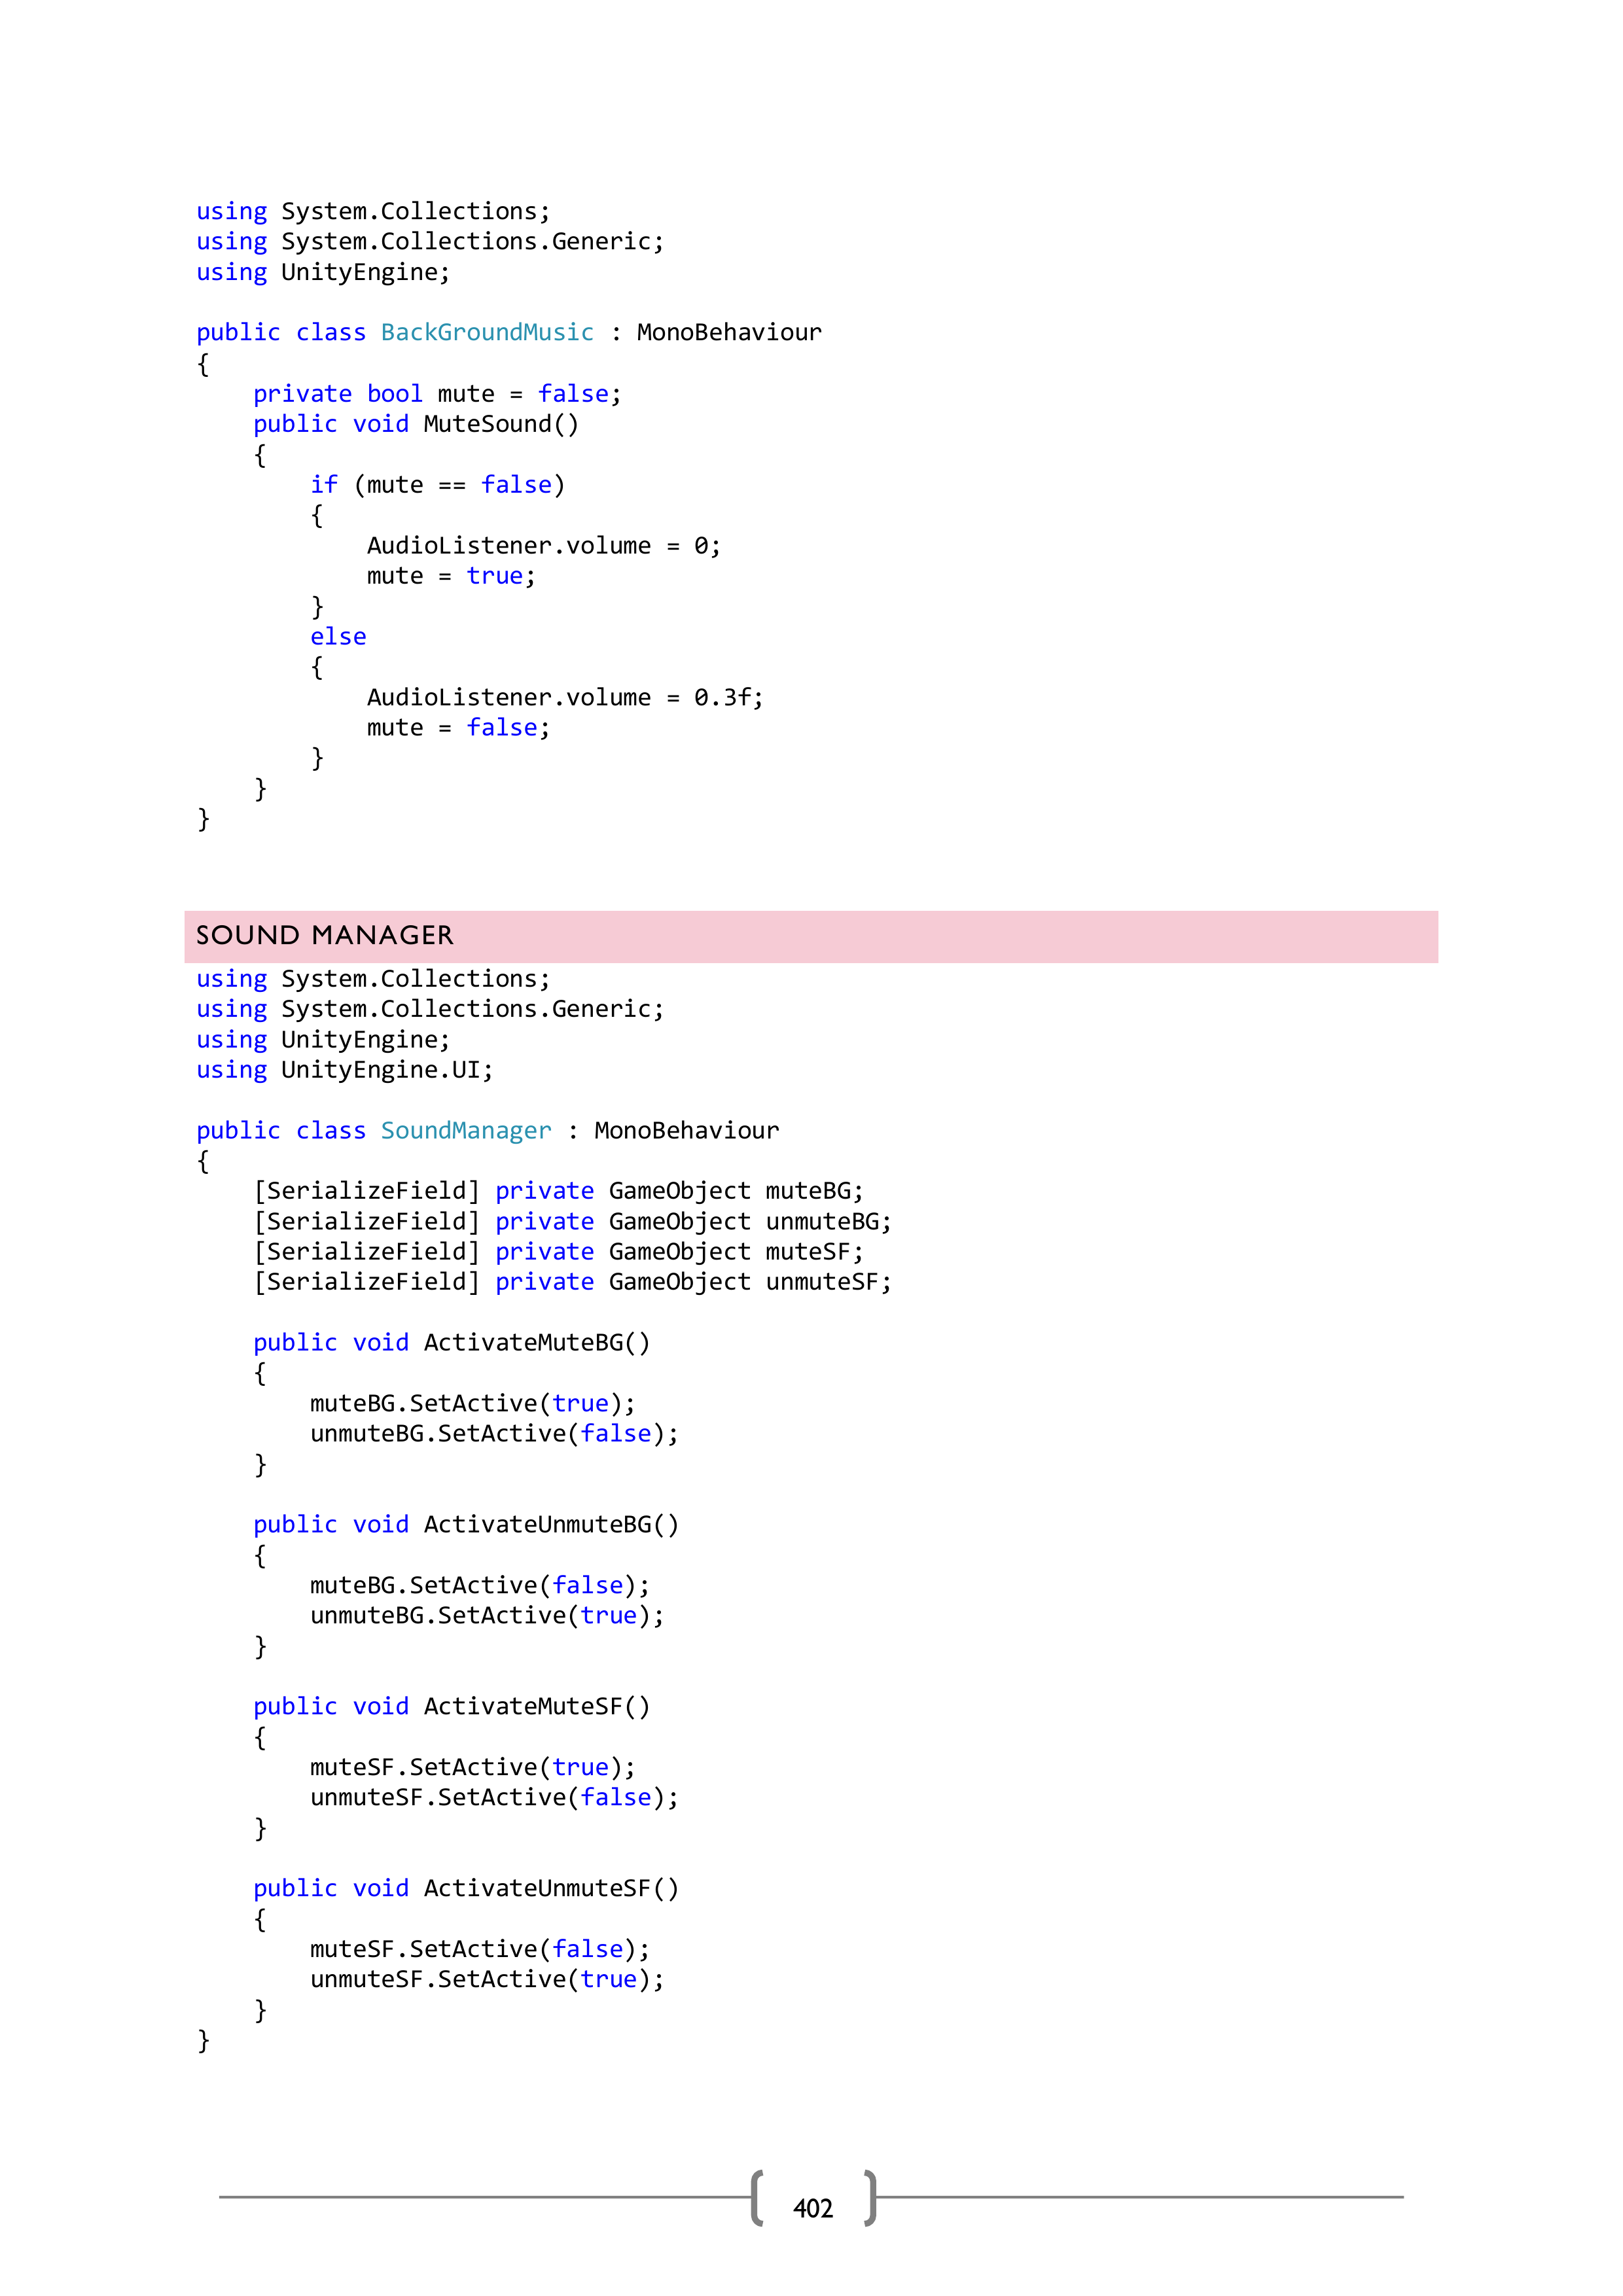 using System.Collections;
using System.Collections.Generic;
using UnityEngine;

public class BackGroundMusic : MonoBehaviour
{
    private bool mute = false;
    public void MuteSound()
    {
        if (mute == false)
        {
            AudioListener.volume = 0;
            mute = true;
        }
        else
        {
            AudioListener.volume = 0.3f;
            mute = false;
        }
    }
}

SOUND MANAGER
using System.Collections;
using System.Collections.Generic;
using UnityEngine;
using UnityEngine.UI;

public class SoundManager : MonoBehaviour
{
    [SerializeField] private GameObject muteBG;
    [SerializeField] private GameObject unmuteBG;
    [SerializeField] private GameObject muteSF;
    [SerializeField] private GameObject unmuteSF;

    public void ActivateMuteBG()
    {
        muteBG.SetActive(true);
        unmuteBG.SetActive(false);
    }

    public void ActivateUnmuteBG()
    {
        muteBG.SetActive(false);
        unmuteBG.SetActive(true);
    }

    public void ActivateMuteSF()
    {
        muteSF.SetActive(true);
        unmuteSF.SetActive(false);
    }

    public void ActivateUnmuteSF()
    {
        muteSF.SetActive(false);
        unmuteSF.SetActive(true);
    }
}

402